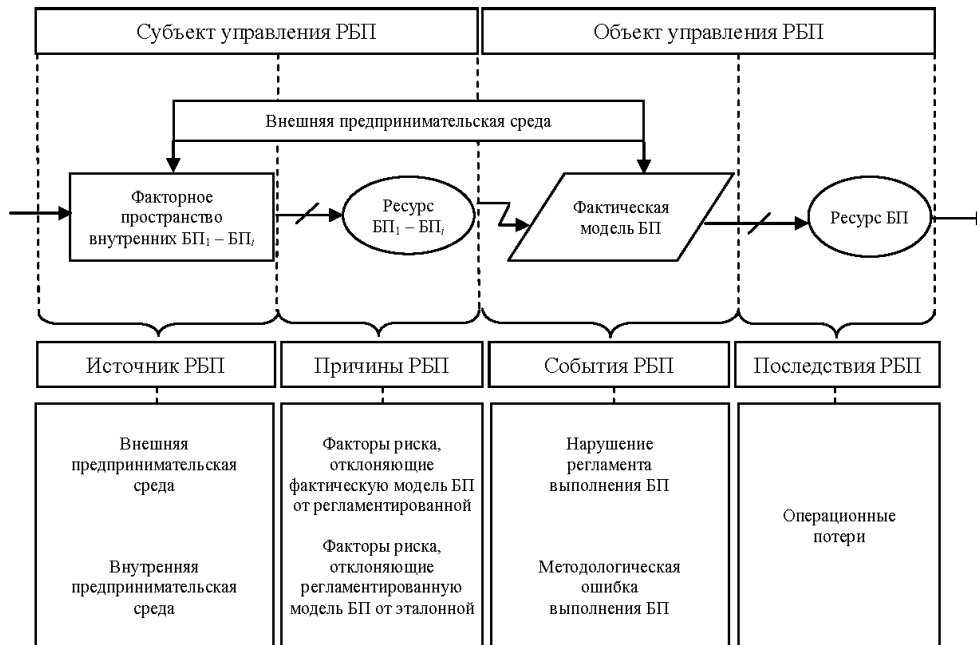 Субъект управления РБП
Объект управления РБП
Внешняя предпринимательская среда
Факторное
пространство
внутренних БП₁ – БПᵢ
Ресурс
БП₁ – БПᵢ
Фактическая
модель БП
Ресурс БП
Источник РБП
Причины РБП
События РБП
Последствия РБП
Внешняя
предпринимательская
среда
Внутренняя
предпринимательская
среда
Факторы риска,
отклоняющие
фактическую модель БП
от регламентированной
Факторы риска,
отклоняющие
регламентированную
модель БП от эталонной
Нарушение
регламента
выполнения БП
Методологическая
ошибка
выполнения БП
Операционные
потери